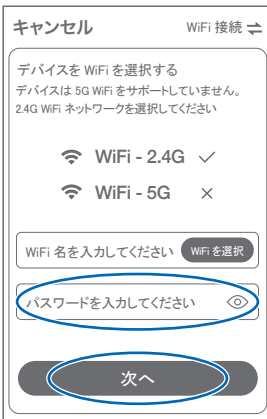 キャンセル WiFi 接続
デバイスを WiFi を選択する
デバイスは 5G WiFi をサポートしていません。
2.4G WiFi ネットワークを選択してください
WiFi - 2.4G ✓
WiFi - 5G ×
WiFi 名を入力してください WiFi を選択
パスワードを入力してください
次へ